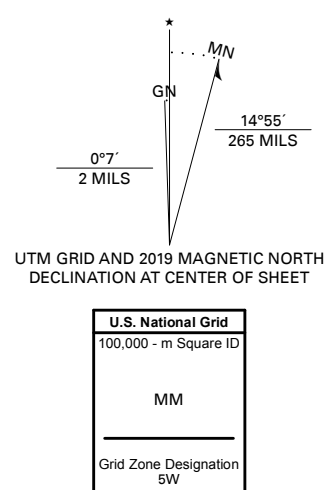 ★
MN
GN
14°55´
265 MILS
0°7´
2 MILS
UTM GRID AND 2019 MAGNETIC NORTH
DECLINATION AT CENTER OF SHEET
U.S. National Grid
100,000 - m Square ID
MM
Grid Zone Designation
5W